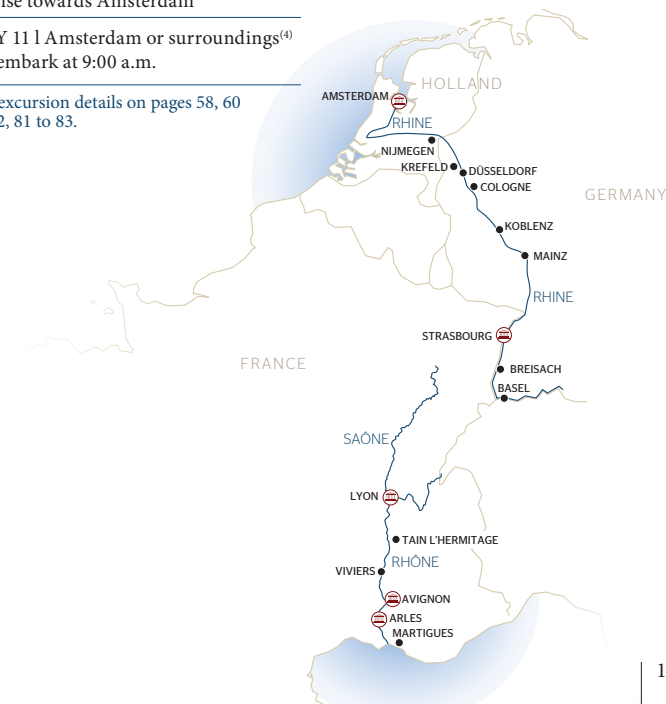 ise towards Amsterdam
Y 11 l Amsterdam or surroundings(4)
embark at 9:00 a.m.
excursion details on pages 58, 60
2, 81 to 83.
HOLLAND
AMSTERDAM
RHINE
NIJMEGEN
KREFELD
DÜSSELDORF
COLOGNE
GERMANY
KOBLENZ
MAINZ
RHINE
STRASBOURG
FRANCE
BREISACH
BASEL
SAÔNE
LYON
TAIN L'HERMITAGE
RHÔNE
VIVIERS
AVIGNON
ARLES
MARTIGUES
1